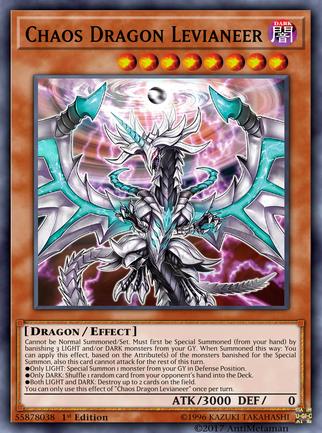 CHAOS DRAGON LEVIANEER
DARK
闇
[DRAGON / EFFECT]
Cannot be Normal Summoned/Set. Must first be Special Summoned (from your hand) by
banishing 3 LIGHT and/or DARK monsters from your GY. When Summoned this way: You
can apply this effect, based on the Attribute(s) of the monsters banished for the Special
Summon, also this card cannot attack for the rest of this turn.
●Only LIGHT: Special Summon 1 monster from your GY in Defense Position.
●Only DARK: Shuffle 1 random card from your opponent's hand into the Deck.
●Both LIGHT and DARK: Destroy up to 2 cards on the field.
You can only use this effect of "Chaos Dragon Levianeer" once per turn.
ATK/3000 DEF/ 0
55878038 1st Edition ©1996 KAZUKI TAKAHASHI
©2017 AntiMetaman